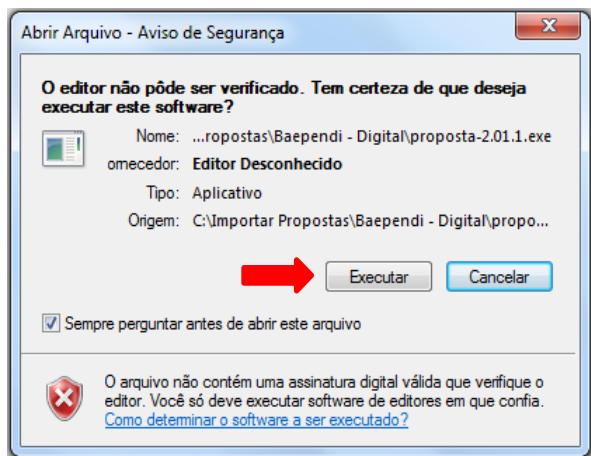 Abrir Arquivo - Aviso de Segurança
O editor não pôde ser verificado. Tem certeza de que deseja
executar este software?
Nome: ...ropostas\Baependi - Digital\proposta-2.01.1.exe
ornecedor: Editor Desconhecido
Tipo: Aplicativo
Origem: C:\Importar Propostas\Baependi - Digital\propo...
Executar Cancelar
Sempre perguntar antes de abrir este arquivo
O arquivo não contém uma assinatura digital válida que verifique o
editor. Você só deve executar software de editores em que confia.
Como determinar o software a ser executado?